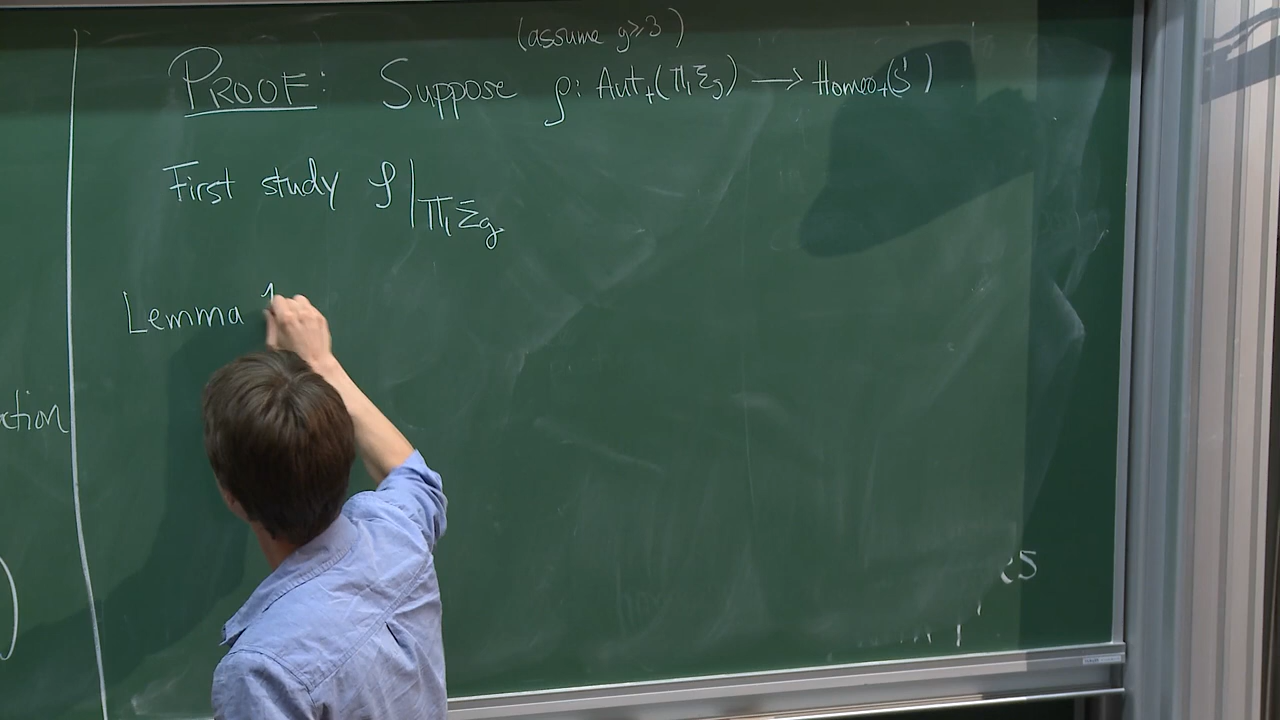 (assume g≥3)
PROOF: Suppose ρ: Aut₊(π₁Σg) → Homeo₊(S¹)
First study ρ|π₁Σg
Lemma 1
ction